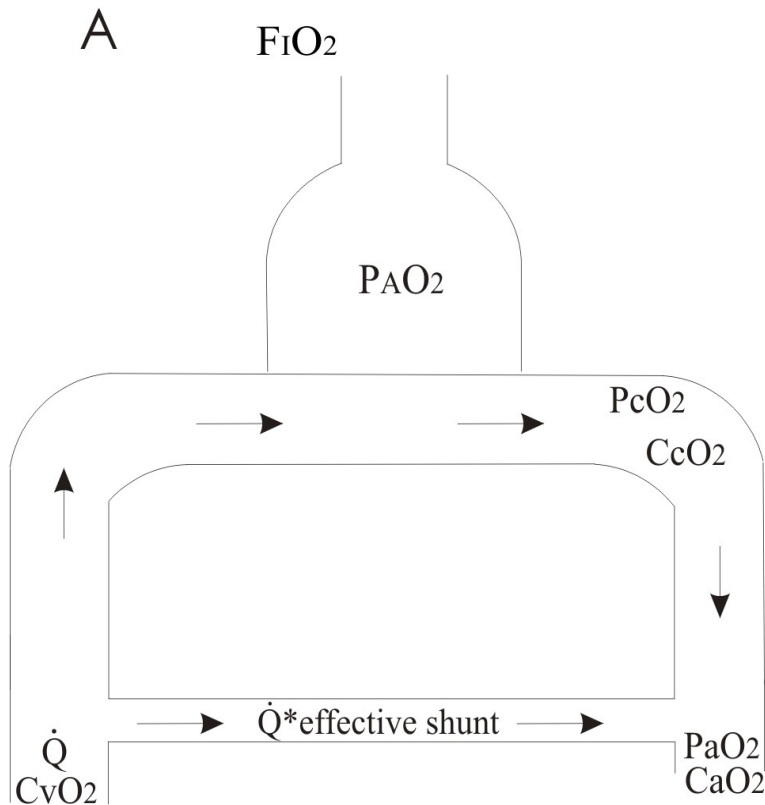 A
FIO2
PAO2
PcO2
CcO2
Q̇*effective shunt
Q̇
CvO2
PaO2
CaO2